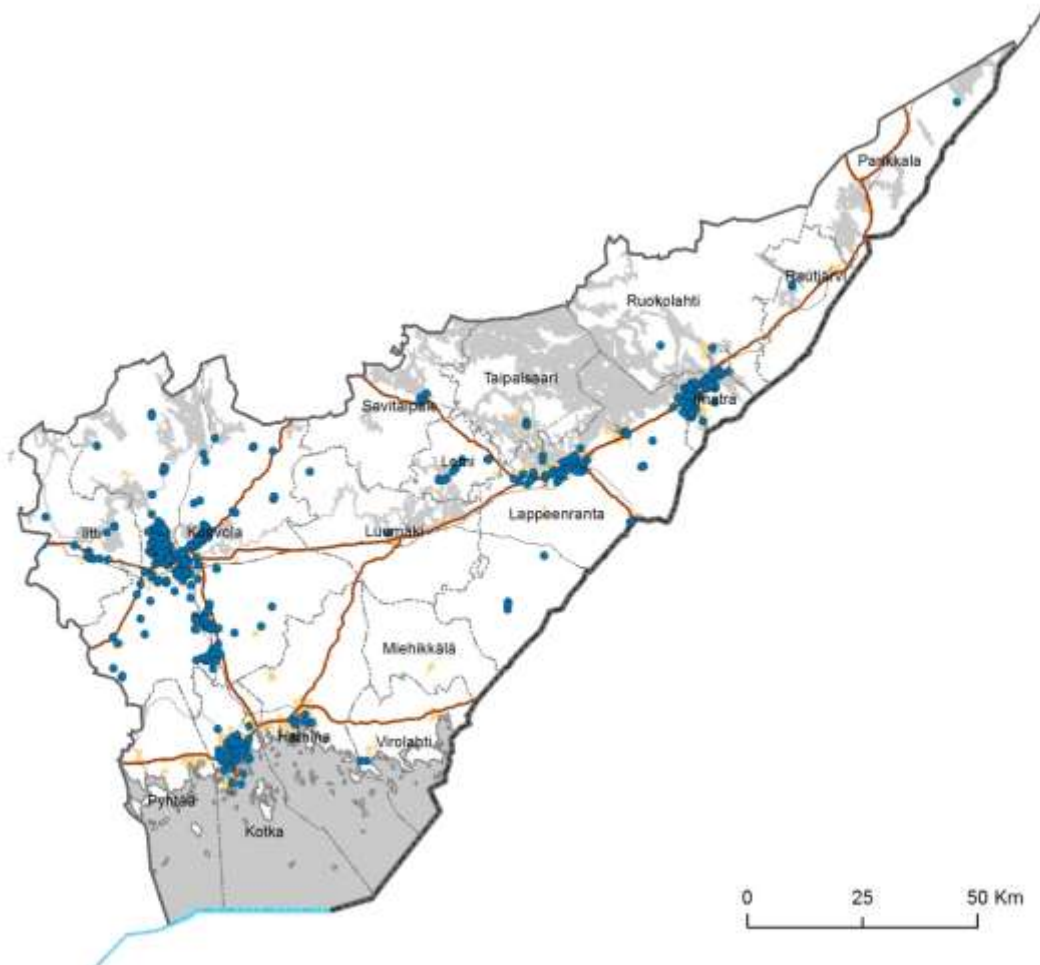 Parikkala
Rautjärvi
Ruokolahti
Taipalsaari
Imatra
Savitaipale
Lemi
Lappeenranta
Iitti
Kouvola
Luumäki
Miehikkälä
Hamina
Virolahti
Pyhtää
Kotka
0 25 50 Km